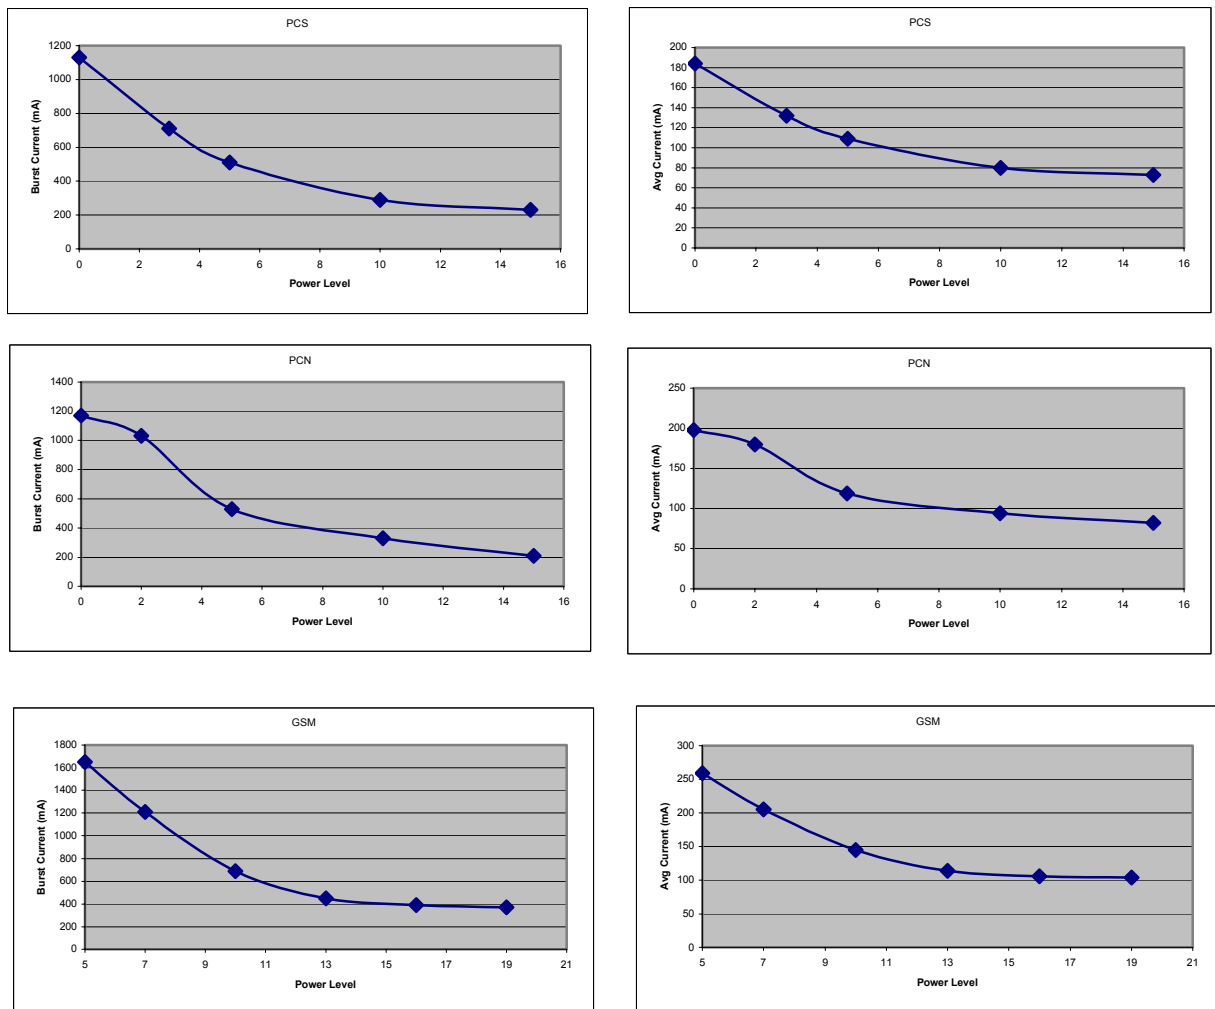 PCS
Burst Current (mA)
1200
1000
800
600
400
200
0
0 2 4 6 8 10 12 14 16
Power Level
PCS
Avg Current (mA)
200
180
160
140
120
100
80
60
40
20
0
0 2 4 6 8 10 12 14 16
Power Level
PCN
Burst Current (mA)
1400
1200
1000
800
600
400
200
0
0 2 4 6 8 10 12 14 16
Power Level
PCN
Avg Current (mA)
250
200
150
100
50
0
0 2 4 6 8 10 12 14 16
Power Level
GSM
Burst Current (mA)
1800
1600
1400
1200
1000
800
600
400
200
0
5 7 9 11 13 15 17 19 21
Power Level
GSM
Avg Current (mA)
300
250
200
150
100
50
0
5 7 9 11 13 15 17 19 21
Power Level